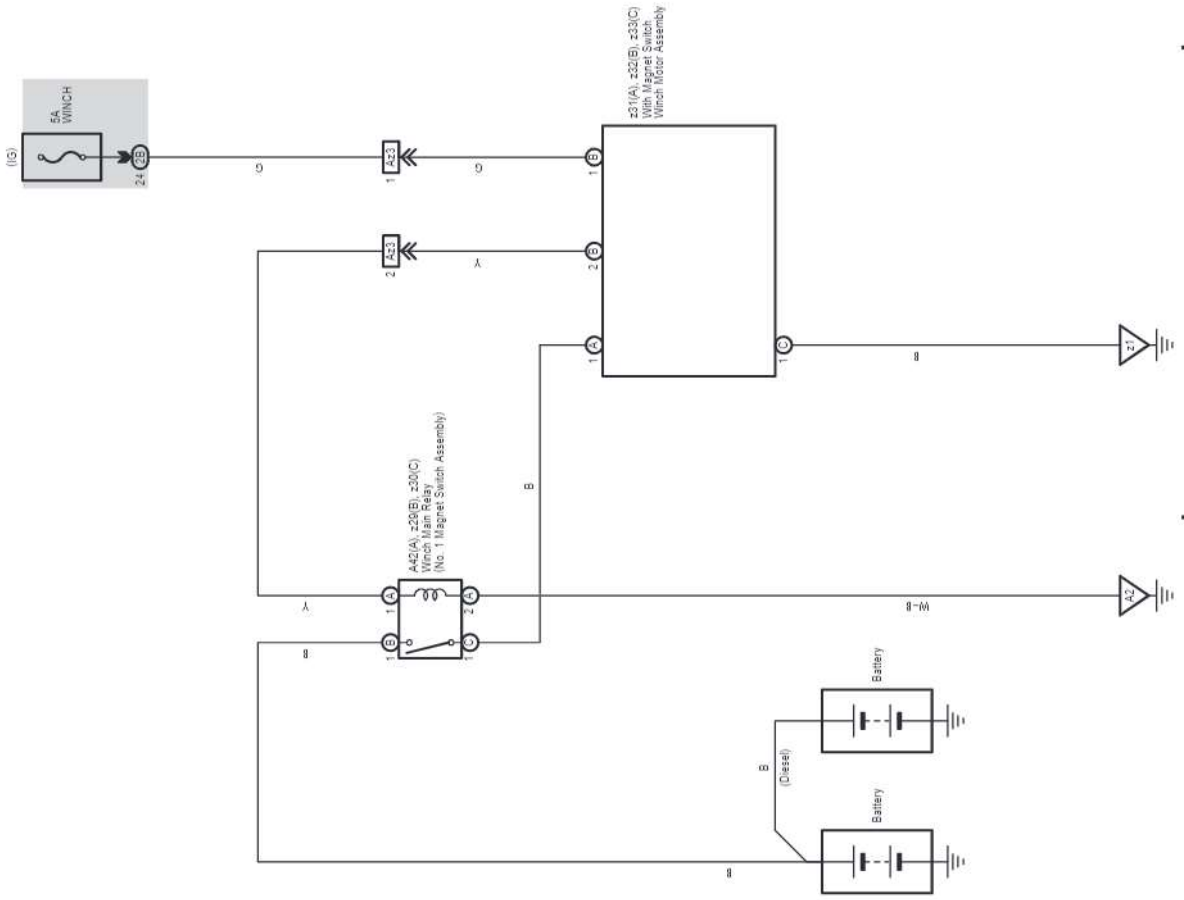 (IG)
5A
WINCH
24
2B
G
1
Az3
G
1
B
2
Az3
Y
2
B
z31(A), z32(B), z33(C)
With Magnet Switch
Winch Motor Assembly
1
A
1
C
B
z1
B
A42(A), z29(B), z30(C)
Winch Main Relay
(No. 1 Magnet Switch Assembly)
Y
1
A
B
1
B
2
A
1
C
W-B
A2
B
(Diesel)
Battery
Battery
B